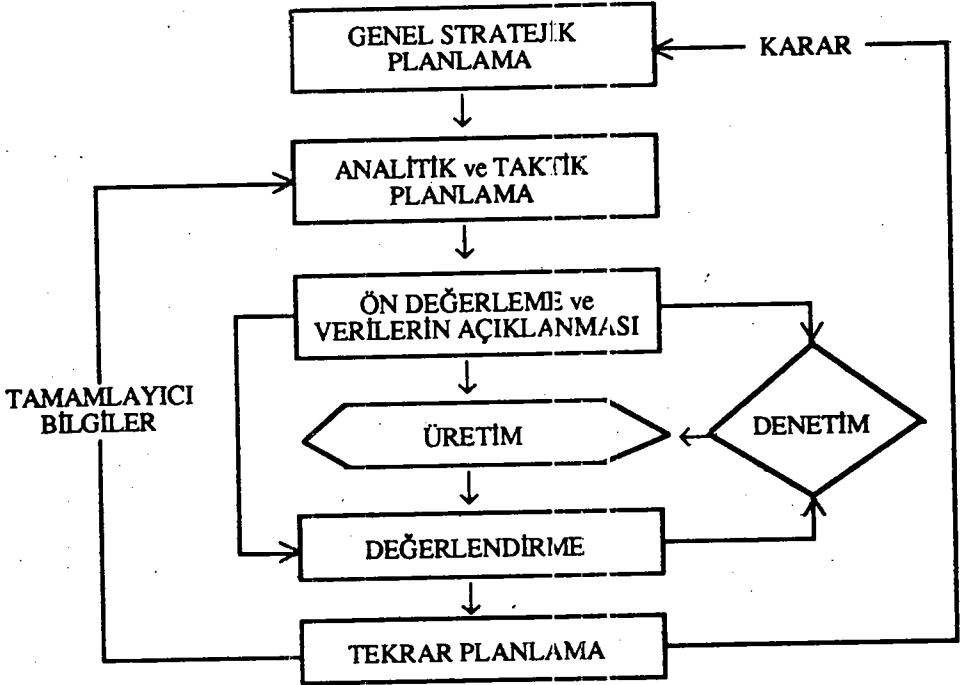 GENEL STRATEJİK
PLANLAMA
KARAR
ANALİTİK ve TAKTİK
PLANLAMA
ÖN DEĞERLEME ve
VERİLERİN AÇIKLANMASI
TAMAMLAYICI
BİLGİLER
ÜRETİM
DENETİM
DEĞERLENDİRME
TEKRAR PLANLAMA